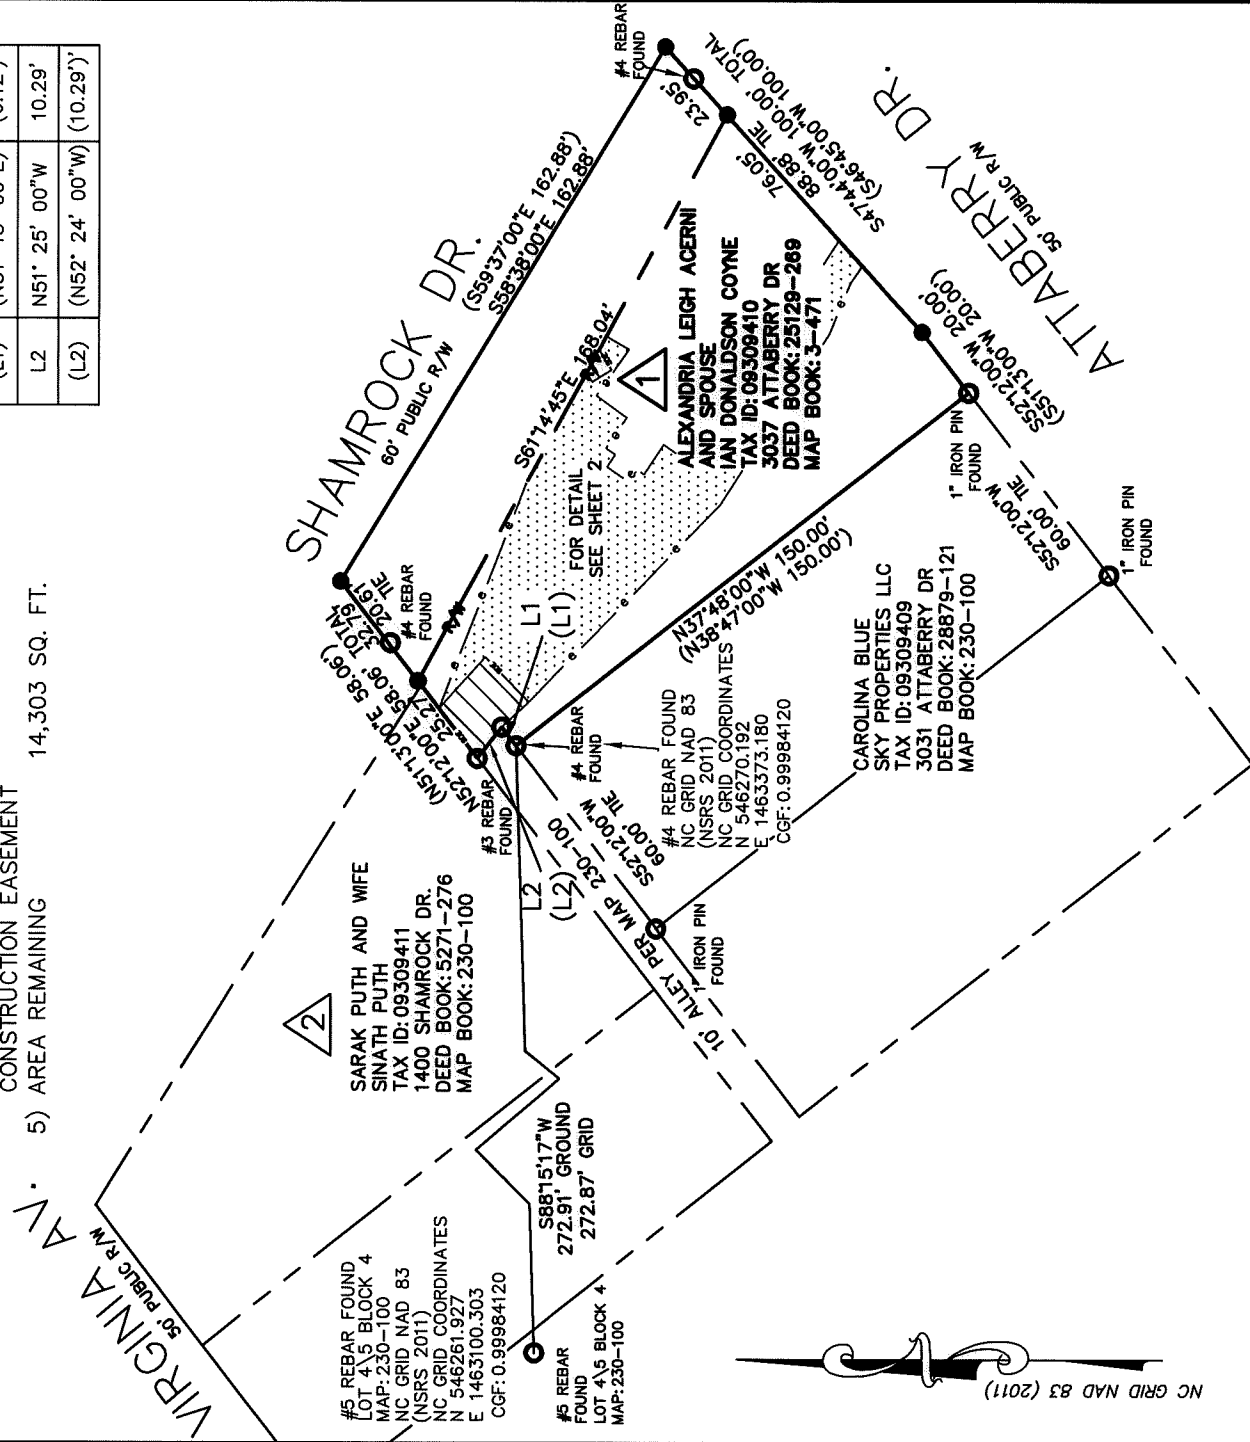 CONSTRUCTION EASEMENT
5) AREA REMAINING 14,303 SQ. FT.
L2 N51° 25' 00"W 10.29'
(L2) (N52° 24' 00"W) (10.29')'
SHAMROCK DR.
60' PUBLIC R/W
(S59°37'00"E 162.88')
S58°38'00"E 162.88'
#4 REBAR
FOUND
23.95'
76.05'
88.88' TIE
S47°44'00"W 100.00' TOTAL
(S46°45'00"W 100.00')
ATTABERRY DR.
50' PUBLIC R/W
S52°12'00"W 20.00'
(S51°13'00"W 20.00')
1" IRON PIN
FOUND
S52°12'00"W
60.00' TIE
1" IRON PIN
FOUND
S61°14'45"E 168.04'
R/W
R/W
1
ALEXANDRIA LEIGH ACERNI
AND SPOUSE
IAN DONALDSON COYNE
TAX ID: 09309410
3037 ATTABERRY DR
DEED BOOK: 25129-269
MAP BOOK: 3-471
FOR DETAIL
SEE SHEET 2
L1
(L1)
N37°48'00"W 150.00'
(N38°47'00"W 150.00')
(N51°13'00"E 58.06')
N52°12'00"E 58.06' TOTAL
25.27'
32.79'
20.61'
TIE
#4 REBAR
FOUND
#3 REBAR
FOUND
#4 REBAR
FOUND
#4 REBAR FOUND
NC GRID NAD 83
(NSRS 2011)
NC GRID COORDINATES
N 546270.192
E 1463373.180
CGF: 0.99984120
L2
(L2)
S52°12'00"W
60.00' TIE
10' ALLEY PER MAP 230-100
1" IRON PIN
FOUND
CAROLINA BLUE
SKY PROPERTIES LLC
TAX ID: 09309409
3031 ATTABERRY DR
DEED BOOK: 28879-121
MAP BOOK: 230-100
2
SARAK PUTH AND WIFE
SINATH PUTH
TAX ID: 09309411
1400 SHAMROCK DR.
DEED BOOK: 5271-276
MAP BOOK: 230-100
VIRGINIA AV.
50' PUBLIC R/W
S88°15'17"W
272.91' GROUND
272.87' GRID
#5 REBAR FOUND
LOT 4\5 BLOCK 4
MAP: 230-100
NC GRID NAD 83
(NSRS 2011)
NC GRID COORDINATES
N 546261.927
E 1463100.303
CGF: 0.99984120
#5 REBAR
FOUND
LOT 4\5 BLOCK 4
MAP: 230-100
NC GRID NAD 83 (2011)